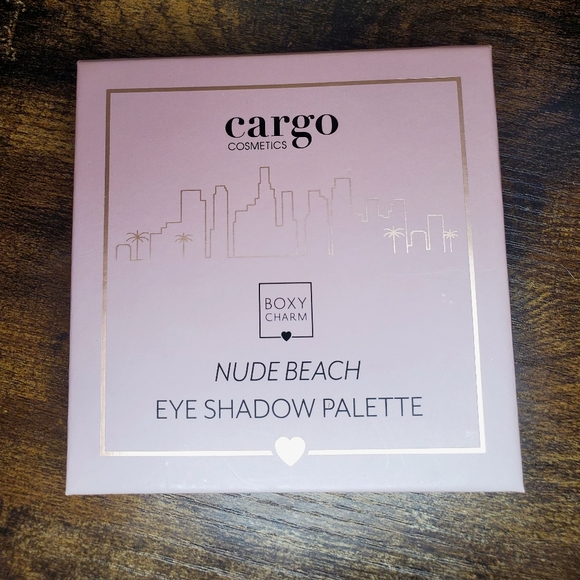 cargo
COSMETICS
BOXY
CHARM
NUDE BEACH
EYE SHADOW PALETTE